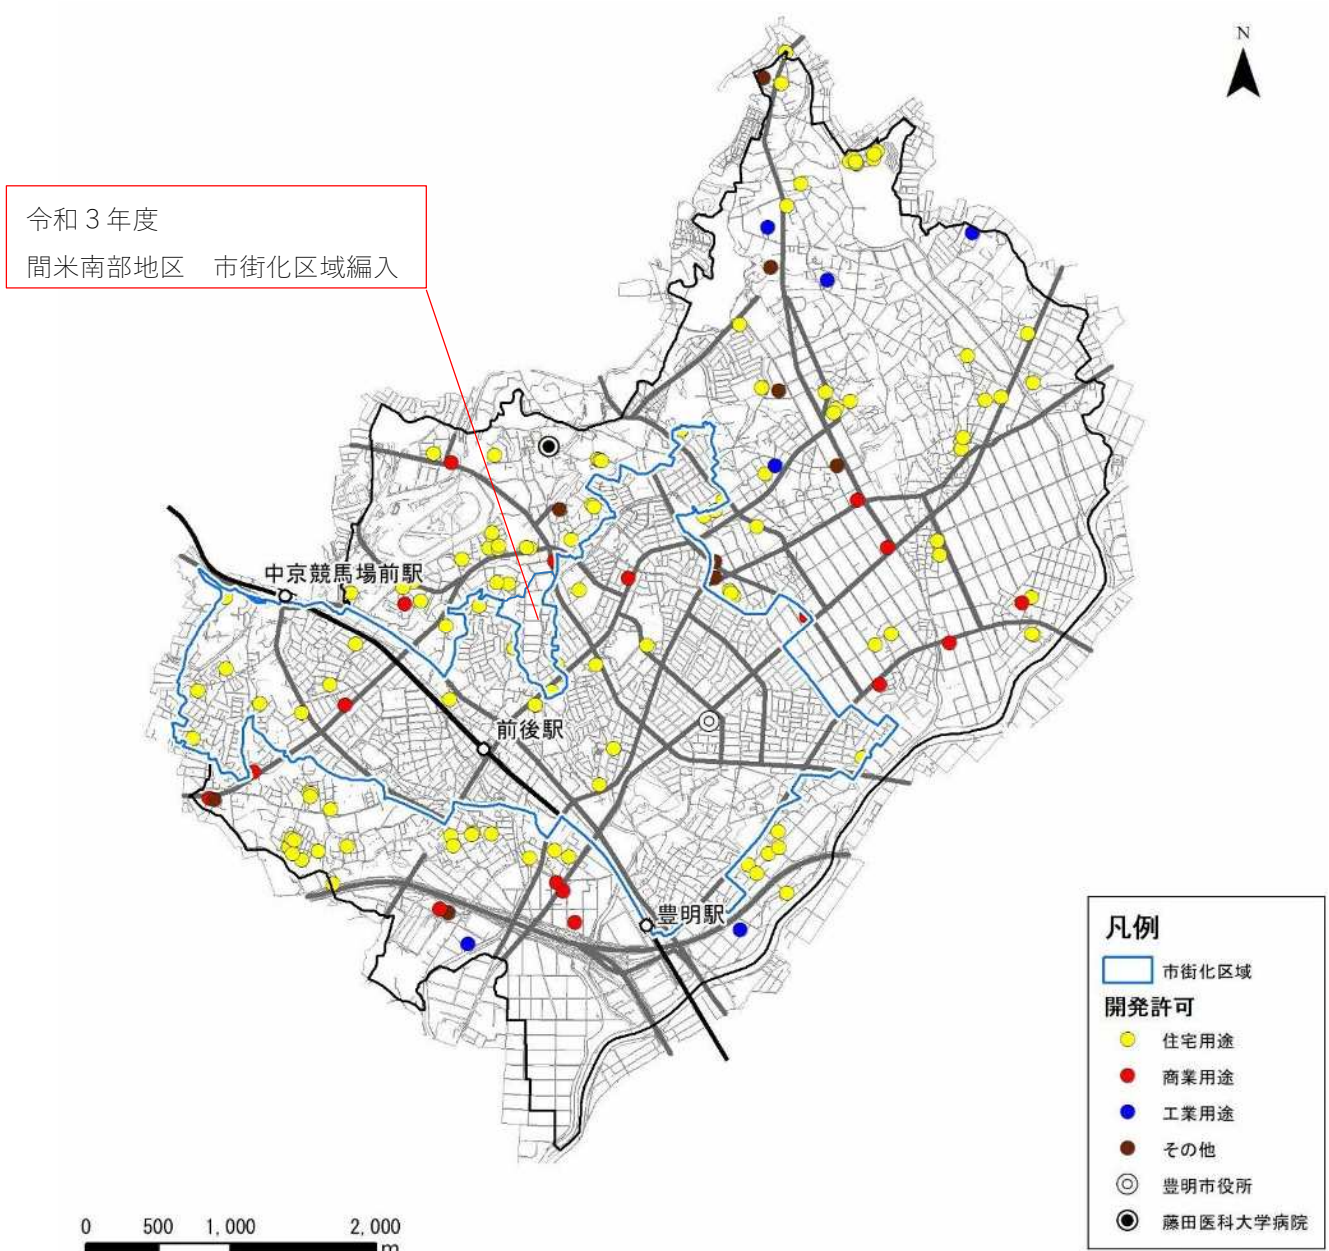 N
令和３年度
間米南部地区　市街化区域編入
中京競馬場前駅
前後駅
豊明駅
凡例
市街化区域
開発許可
住宅用途
商業用途
工業用途
その他
豊明市役所
藤田医科大学病院
0 500 1,000 2,000
m